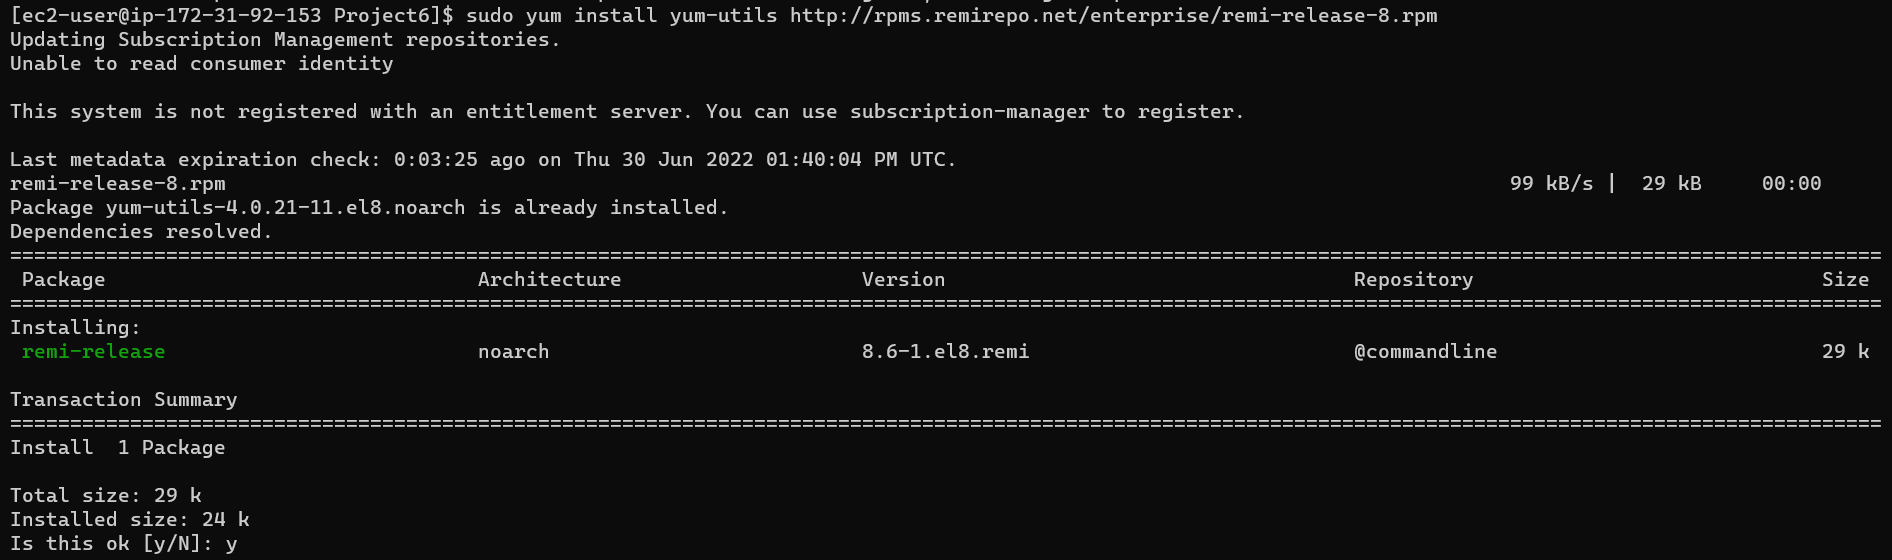 [ec2-user@ip-172-31-92-153 Project6]$ sudo yum install yum-utils http://rpms.remirepo.net/enterprise/remi-release-8.rpm
Updating Subscription Management repositories.
Unable to read consumer identity
This system is not registered with an entitlement server. You can use subscription-manager to register.
Last metadata expiration check: 0:03:25 ago on Thu 30 Jun 2022 01:40:04 PM UTC.
remi-release-8.rpm 99 kB/s | 29 kB 00:00
Package yum-utils-4.0.21-11.el8.noarch is already installed.
Dependencies resolved.
================================================================================
Package Architecture Version Repository Size
================================================================================
Installing:
remi-release noarch 8.6-1.el8.remi @commandline 29 k
Transaction Summary
================================================================================
Install 1 Package
Total size: 29 k
Installed size: 24 k
Is this ok [y/N]: y